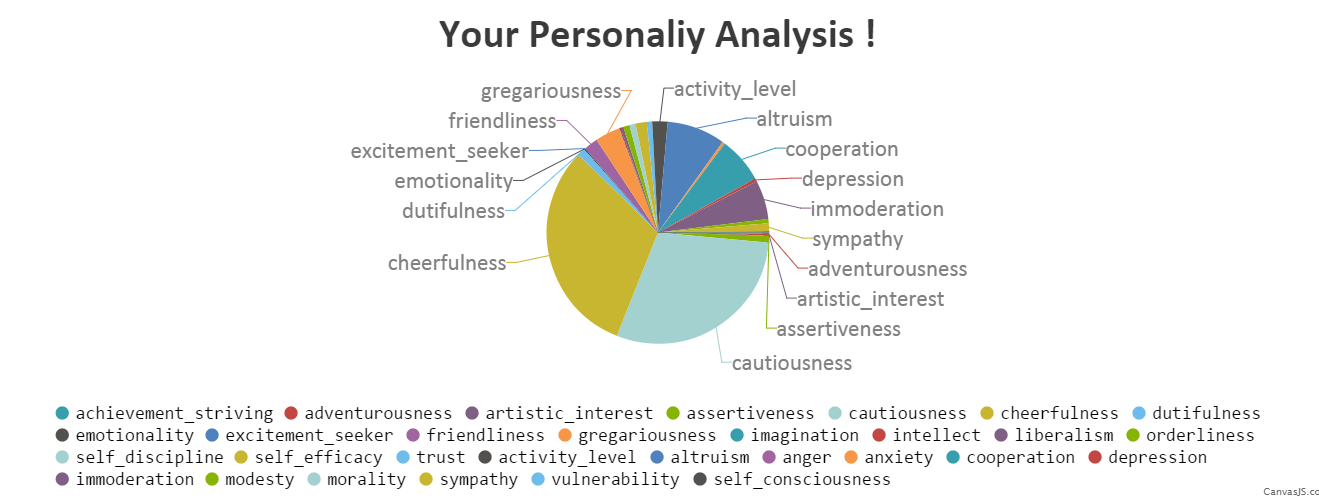 Your Personaliy Analysis !
gregariousness
activity_level
friendliness
altruism
excitement_seeker
cooperation
emotionality
depression
dutifulness
immoderation
sympathy
cheerfulness
adventurousness
artistic_interest
assertiveness
cautiousness
achievement_striving adventurousness artistic_interest assertiveness cautiousness cheerfulness dutifulness
emotionality excitement_seeker friendliness gregariousness imagination intellect liberalism orderliness
self_discipline self_efficacy trust activity_level altruism anger anxiety cooperation depression
immoderation modesty morality sympathy vulnerability self_consciousness
CanvasJS.co